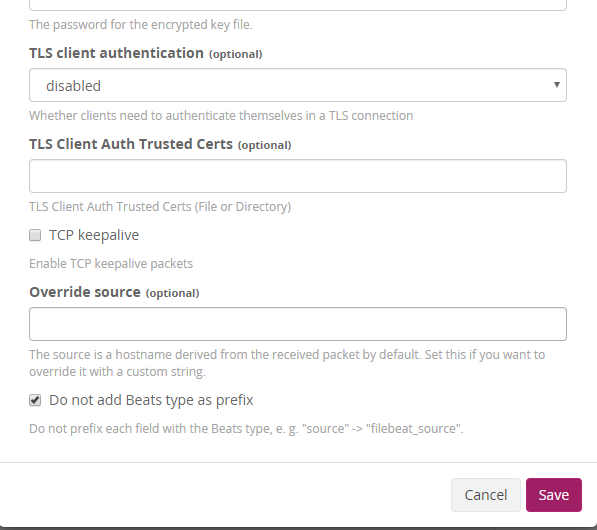 The password for the encrypted key file.
TLS client authentication (optional)
disabled
Whether clients need to authenticate themselves in a TLS connection
TLS Client Auth Trusted Certs (optional)
TLS Client Auth Trusted Certs (File or Directory)
TCP keepalive
Enable TCP keepalive packets
Override source (optional)
The source is a hostname derived from the received packet by default. Set this if you want to
override it with a custom string.
Do not add Beats type as prefix
Do not prefix each field with the Beats type, e. g. "source" -> "filebeat_source".
Cancel Save